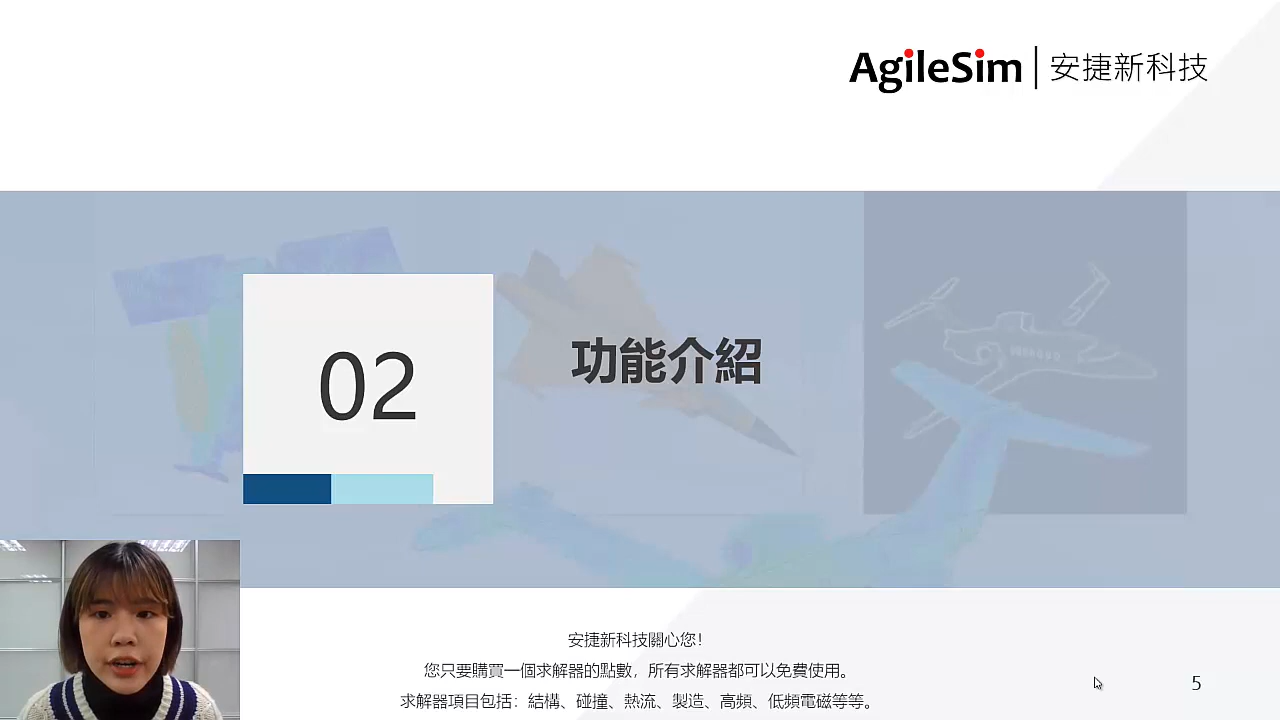 AgileSim | 安捷新科技
02
功能介紹
安捷新科技關心您！
您只要購買一個求解器的點數，所有求解器都可以免費使用。
求解器項目包括：結構、碰撞、熱流、製造、高頻、低頻電磁等等。
5